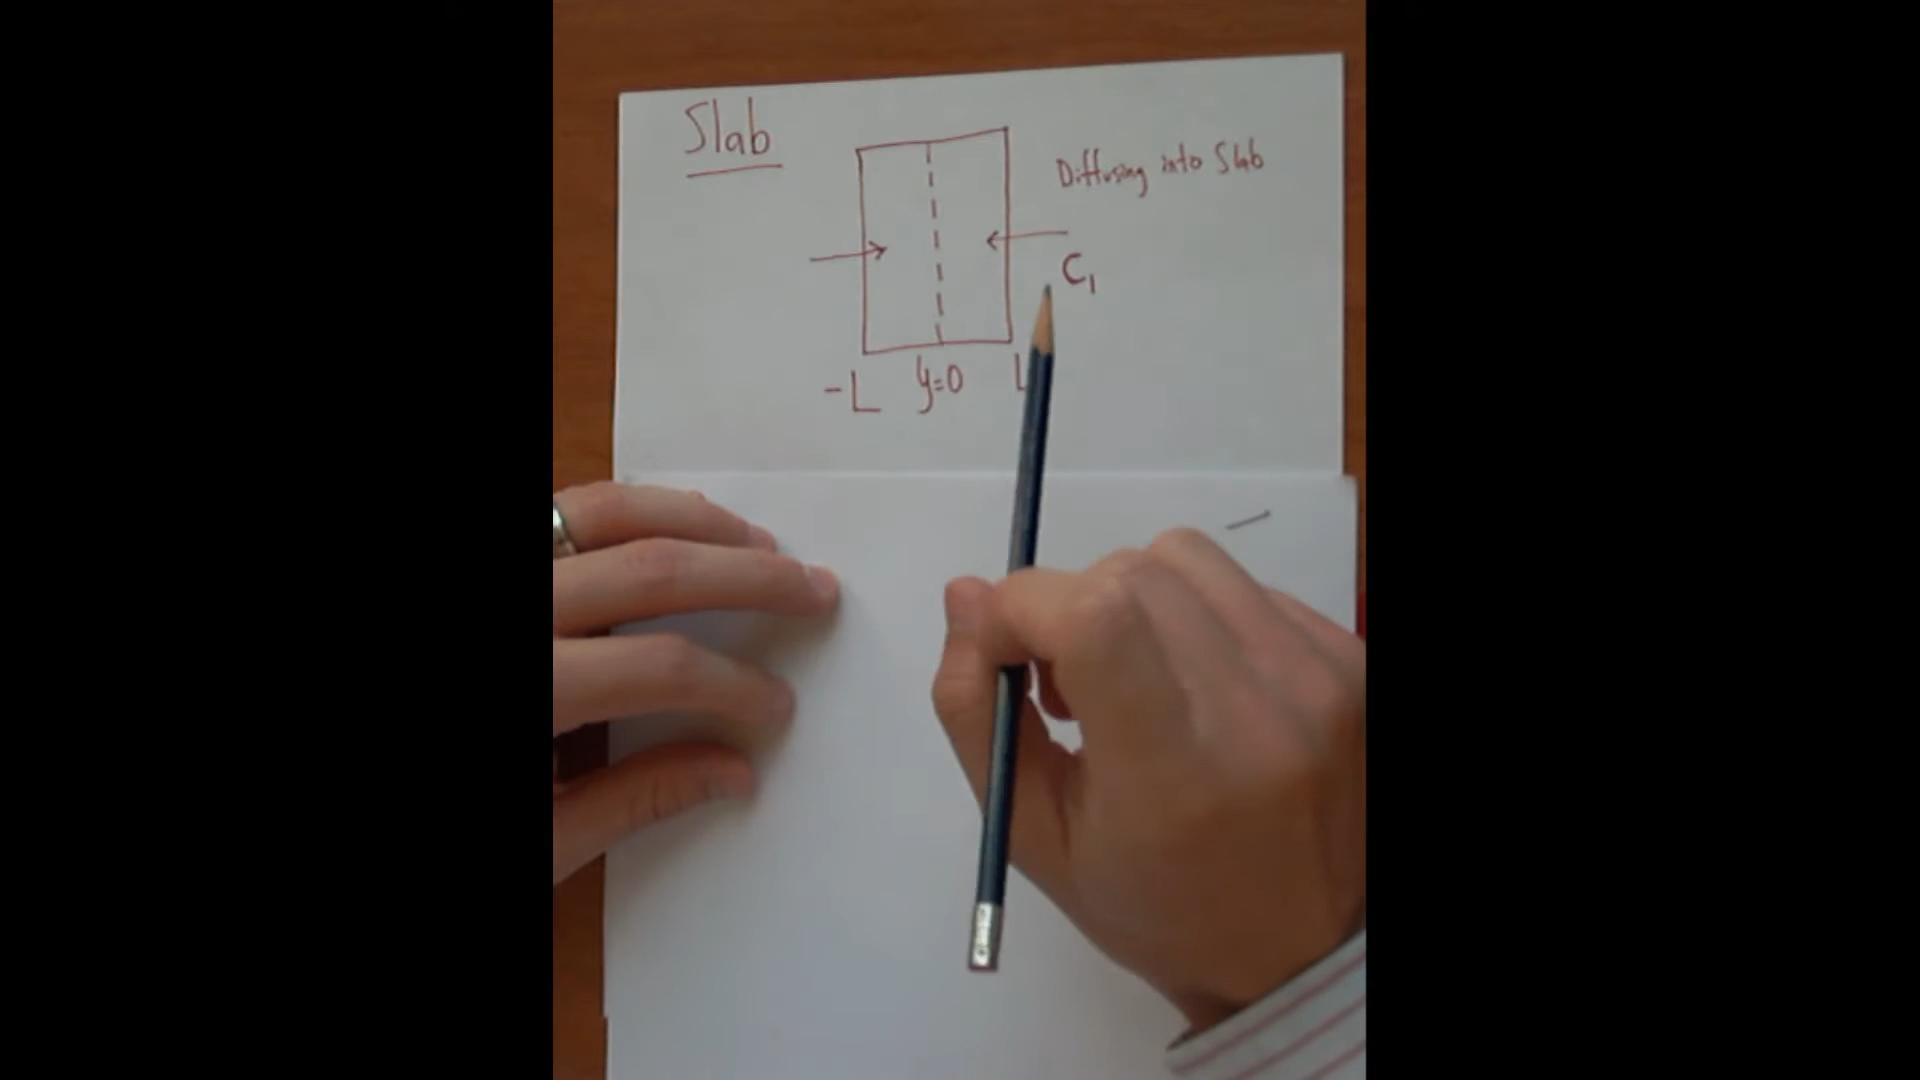 Slab
Diffusing into Slab
C₁
-L y=0 L